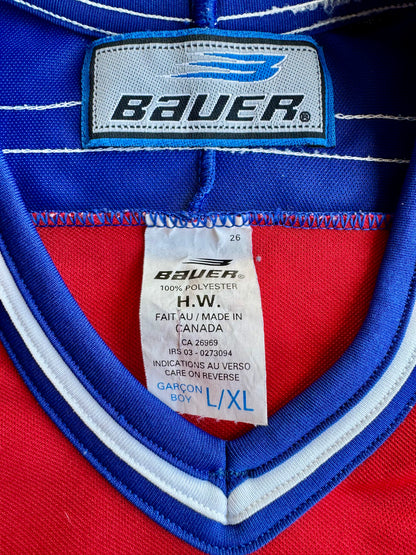 BaUER®
26
BaUER®
100% POLYESTER
H.W.
FAIT AU / MADE IN
CANADA
CA 26969
IRS 03 - 0273094
INDICATIONS AU VERSO
CARE ON REVERSE
GARÇON
BOY L/XL